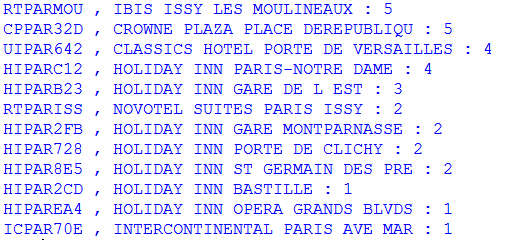 RTPARMOU , IBIS ISSY LES MOULINEAUX : 5
CPPAR32D , CROWNE PLAZA PLACE DEREPUBLIQU : 5
UIPAR642 , CLASSICS HOTEL PORTE DE VERSAILLES : 4
HIPARC12 , HOLIDAY INN PARIS-NOTRE DAME : 4
HIPARB23 , HOLIDAY INN GARE DE L EST : 3
RTPARISS , NOVOTEL SUITES PARIS ISSY : 2
HIPAR2FB , HOLIDAY INN GARE MONTPARNASSE : 2
HIPAR728 , HOLIDAY INN PORTE DE CLICHY : 2
HIPAR8E5 , HOLIDAY INN ST GERMAIN DES PRE : 2
HIPAR2CD , HOLIDAY INN BASTILLE : 1
HIPAREA4 , HOLIDAY INN OPERA GRANDS BLVDS : 1
ICPAR70E , INTERCONTINENTAL PARIS AVE MAR : 1